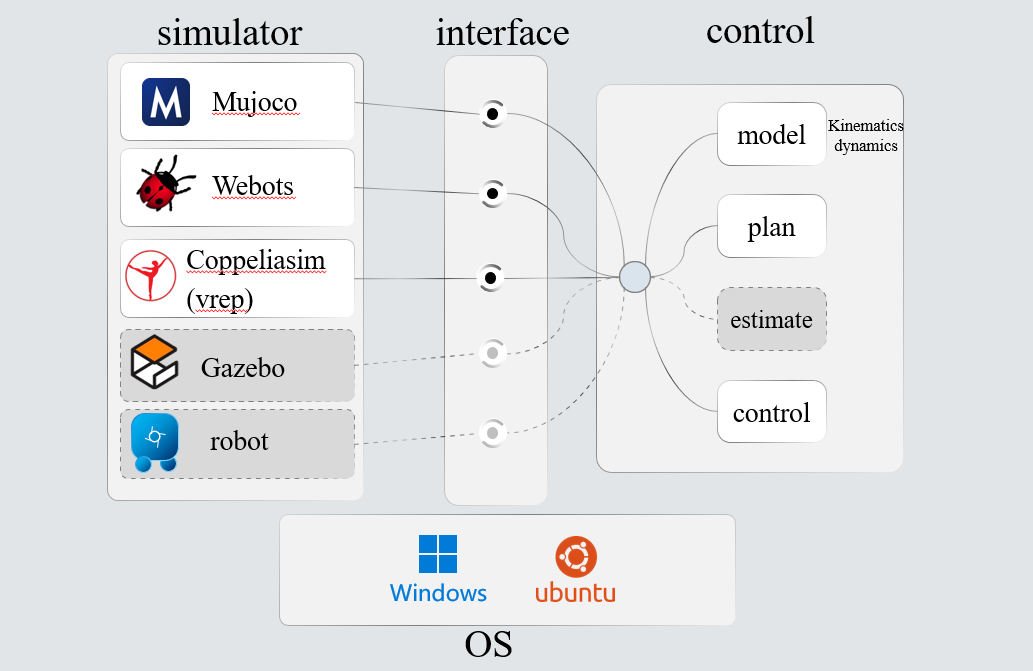 simulator
interface
control
Mujoco
Webots
Coppeliasim
(vrep)
Gazebo
robot
model
Kinematics
dynamics
plan
estimate
control
Windows
ubuntu
OS